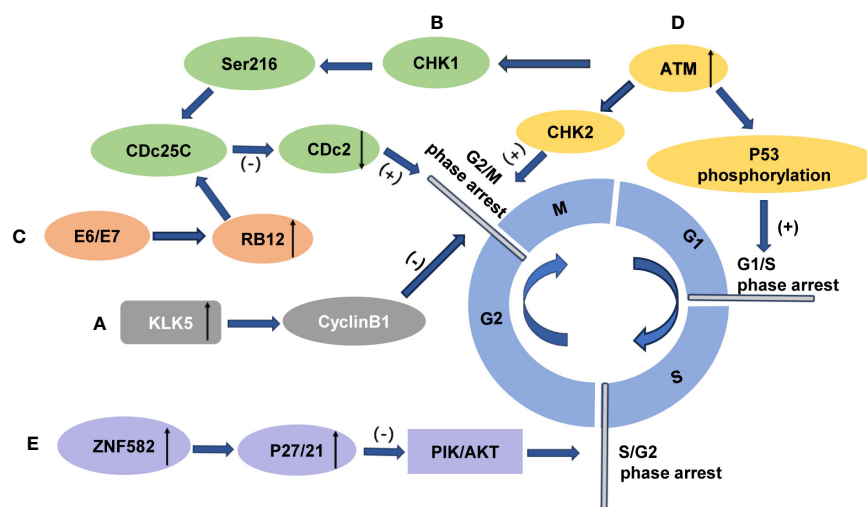 B
D
Ser216
CHK1
ATM
CHK2
CDc25C
(-)
CDc2
(+)
G2/M
phase arrest
(+)
P53
phosphorylation
(+)
C
E6/E7
RB12
M
G1
G1/S
phase arrest
(-)
A
KLK5
CyclinB1
G2
S
E
ZNF582
P27/21
(-)
PIK/AKT
S/G2
phase arrest